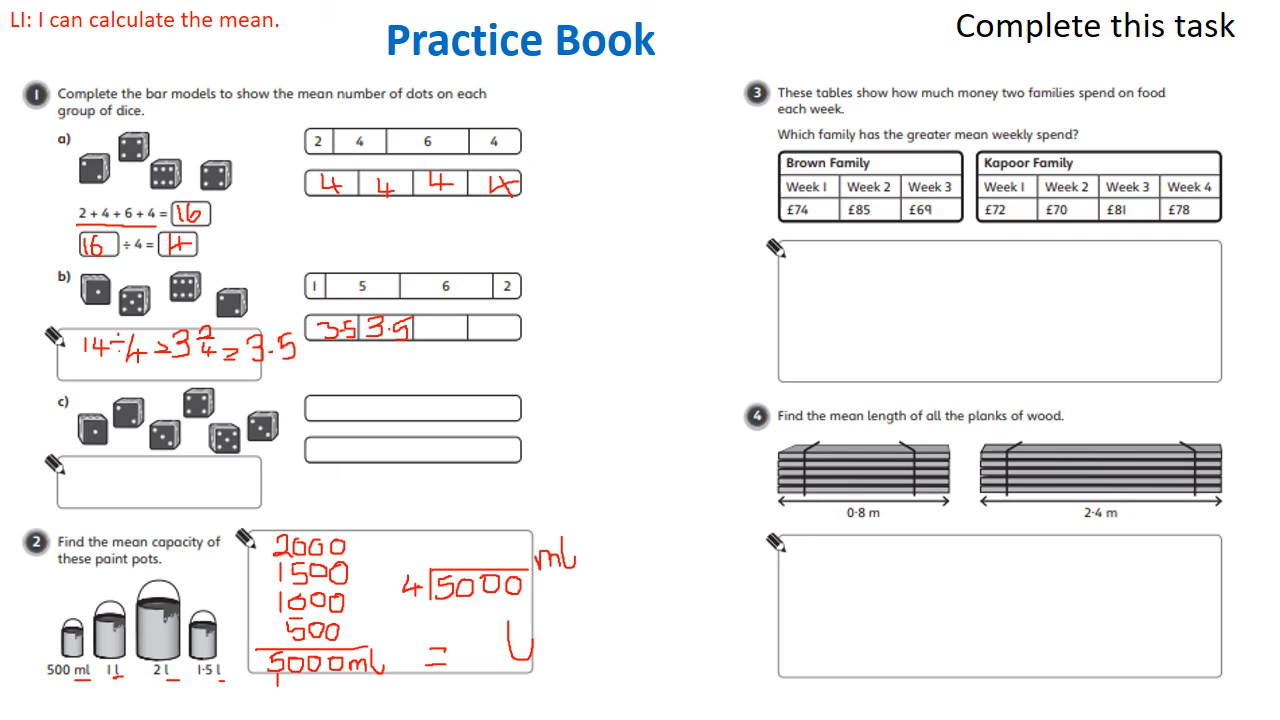 LI: I can calculate the mean.
Practice Book
Complete this task
1 Complete the bar models to show the mean number of dots on each
group of dice.
a)
2 4 6 4
4 4 4 4
2 + 4 + 6 + 4 = 16
16 ÷ 4 = 4
b)
1 5 6 2
3.5 3.5
14 ÷ 4 = 3 2/4 = 3.5
c)
2 Find the mean capacity of
these paint pots.
500 ml 1 l 2 l 1·5 l
2000
1500
1000
500
5000ml
4 5000 ml
=
3 These tables show how much money two families spend on food
each week.
Which family has the greater mean weekly spend?
Brown Family
Week 1 Week 2 Week 3
£74 £85 £69
Kapoor Family
Week 1 Week 2 Week 3 Week 4
£72 £70 £81 £78
4 Find the mean length of all the planks of wood.
0·8 m 2·4 m